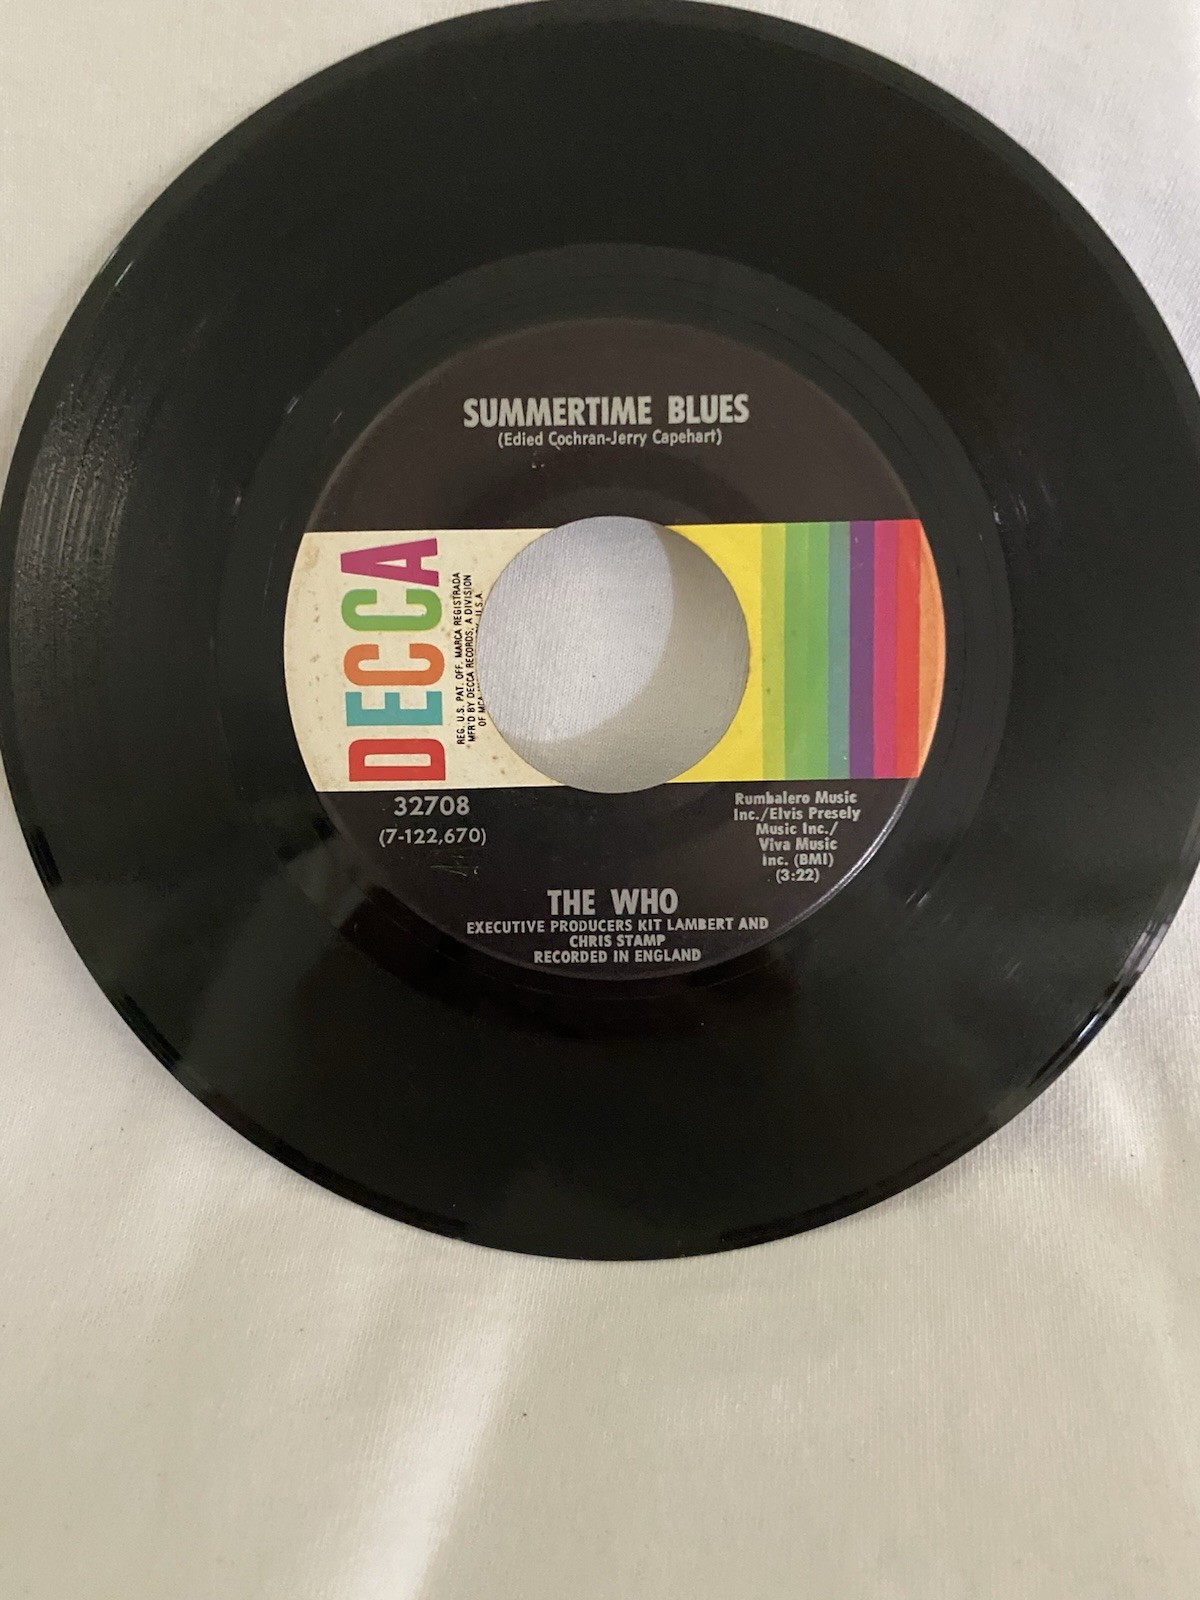 SUMMERTIME BLUES
(Edied Cochran-Jerry Capehart)
DECCA
REG. U.S. PAT. OFF. MARCA REGISTRADA
MFR'D BY DECCA RECORDS, A DIVISION
OF MCA U.S.A.
32708
(7-122,670)
Rumbalero Music
Inc./Elvis Presely
Music Inc./
Viva Music
Inc. (BMI)
(3:22)
THE WHO
EXECUTIVE PRODUCERS KIT LAMBERT AND
CHRIS STAMP
RECORDED IN ENGLAND